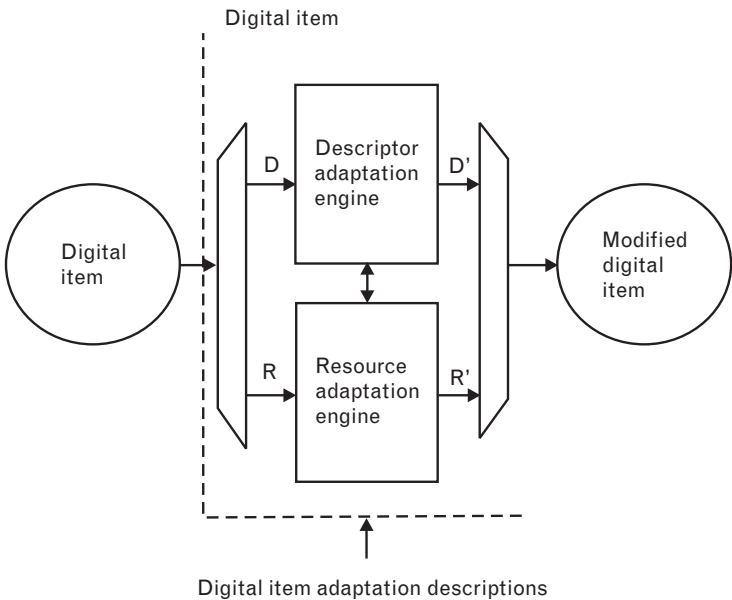 Digital item
Descriptor
adaptation
engine
D
D'
Digital
item
Modified
digital
item
R
Resource
adaptation
engine
R'
Digital item adaptation descriptions